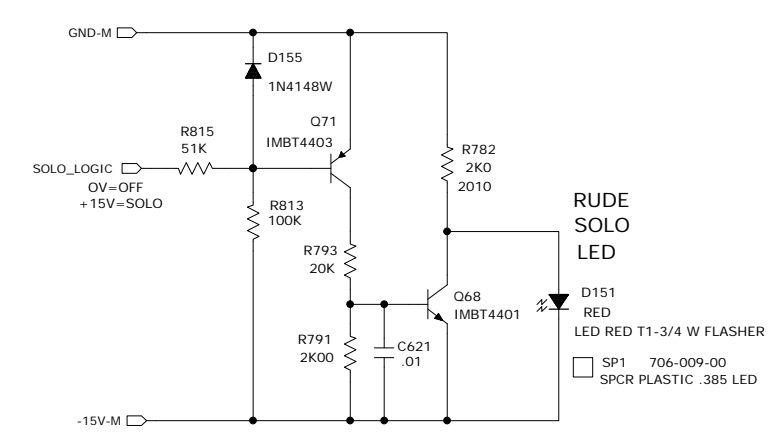 GND-M
D155
1N4148W
Q71
IMBT4403
R815
51K
R782
2K0
2010
SOLO_LOGIC
0V=OFF
+15V=SOLO
R813
100K
RUDE
SOLO
LED
R793
20K
Q68
IMBT4401
D151
RED
LED RED T1-3/4 W FLASHER
R791
2K00
C621
.01
SP1 706-009-00
SPCR PLASTIC .385 LED
-15V-M